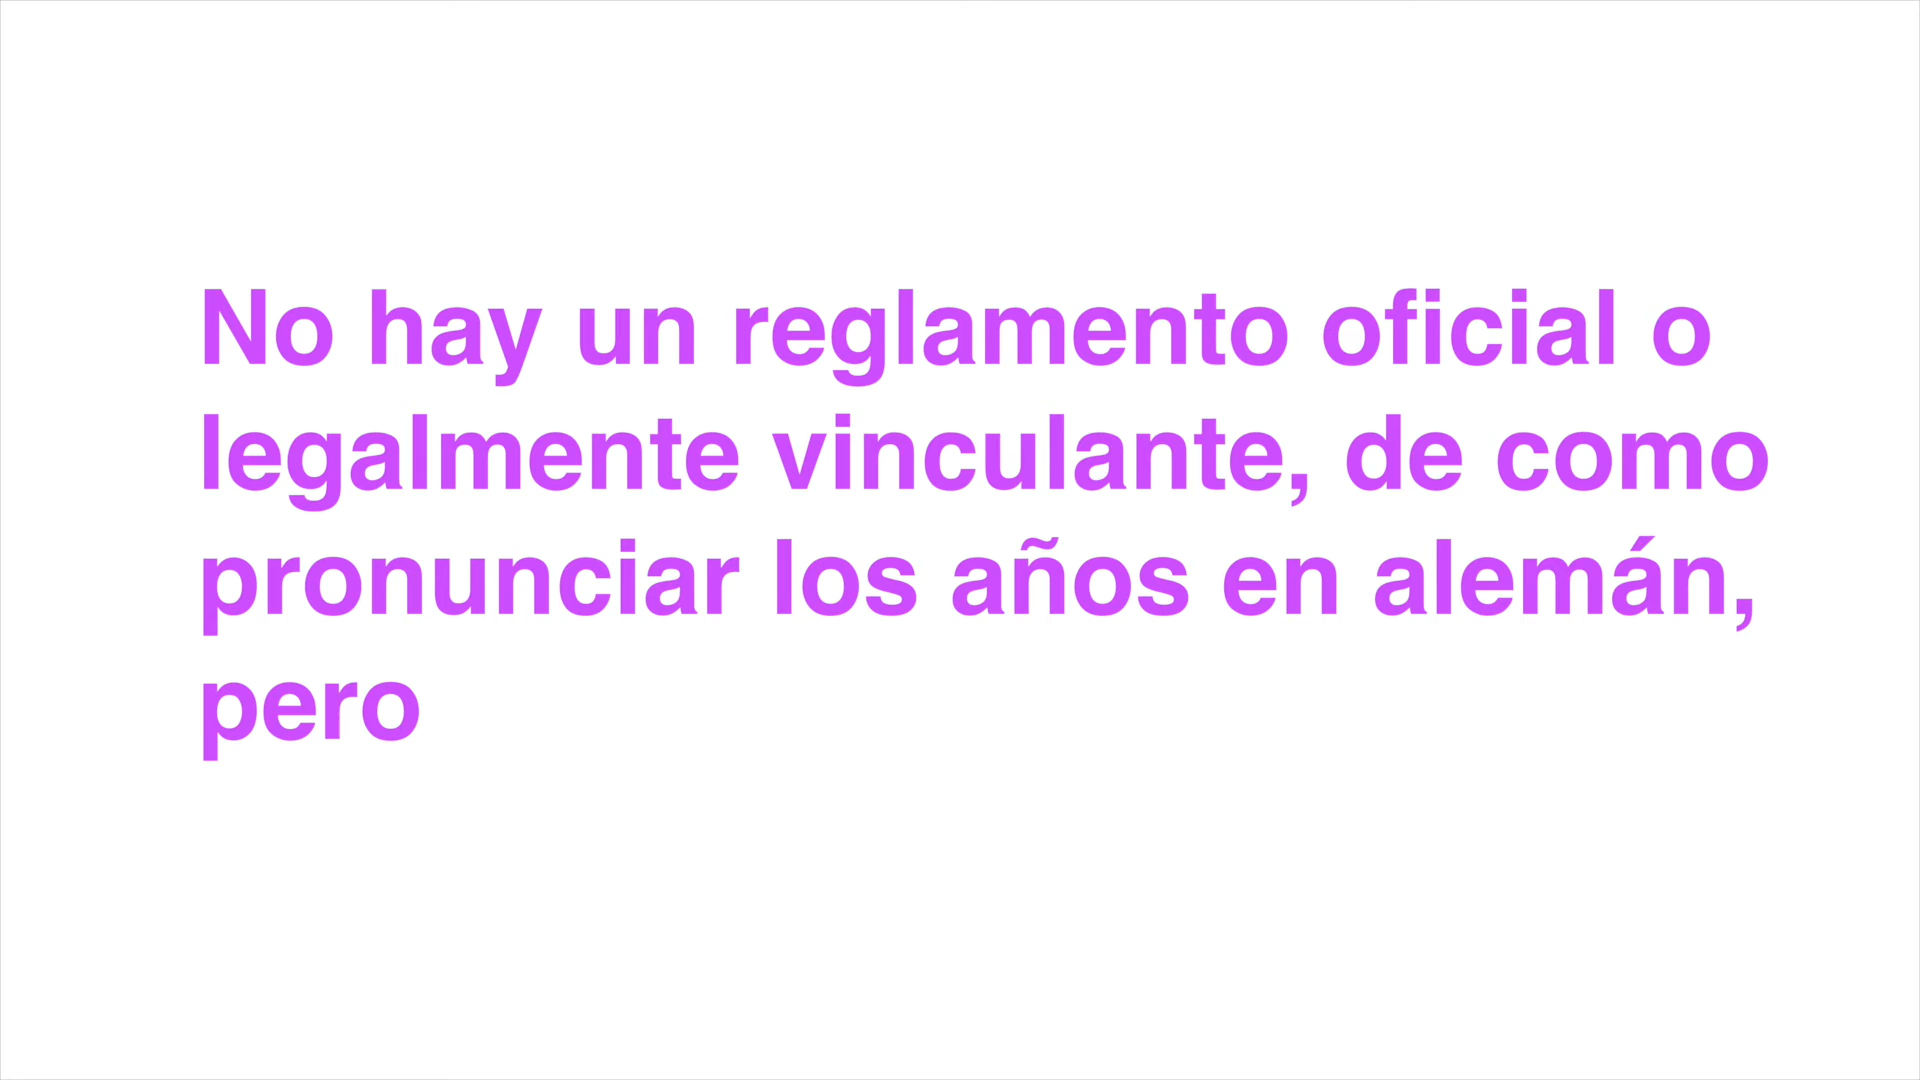 No hay un reglamento oficial o
legalmente vinculante, de como
pronunciar los años en alemán,
pero